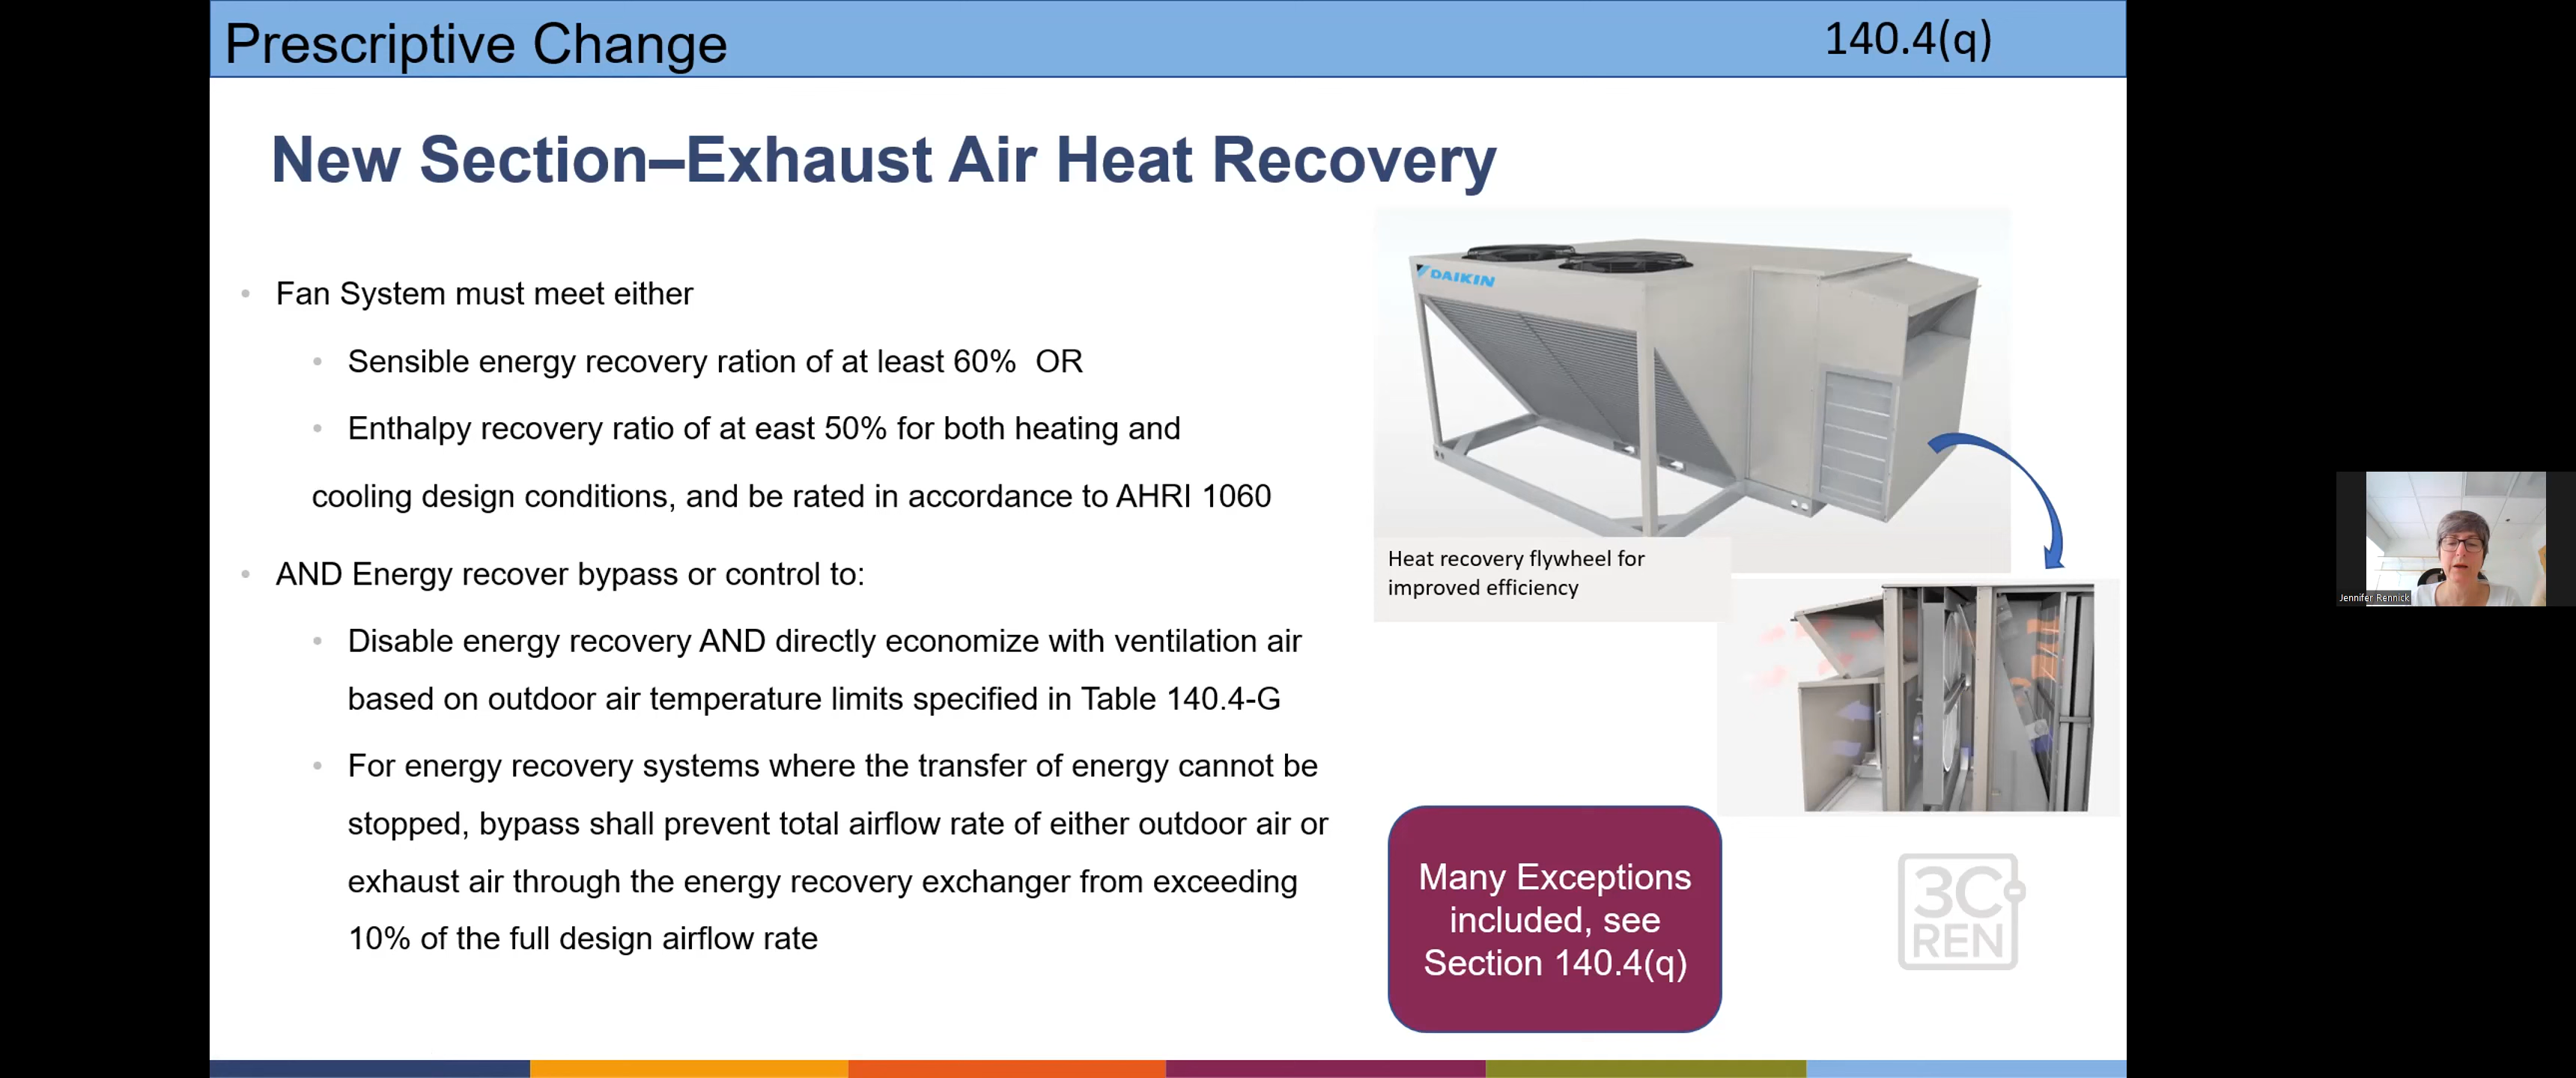 Prescriptive Change
140.4(q)
New Section–Exhaust Air Heat Recovery
Fan System must meet either
Sensible energy recovery ration of at least 60%  OR
Enthalpy recovery ratio of at east 50% for both heating and
cooling design conditions, and be rated in accordance to AHRI 1060
AND Energy recover bypass or control to:
Disable energy recovery AND directly economize with ventilation air
based on outdoor air temperature limits specified in Table 140.4-G
For energy recovery systems where the transfer of energy cannot be
stopped, bypass shall prevent total airflow rate of either outdoor air or
exhaust air through the energy recovery exchanger from exceeding
10% of the full design airflow rate
DAIKIN
Heat recovery flywheel for
improved efficiency
Many Exceptions
included, see
Section 140.4(q)
3C
REN
Jennifer Rennick